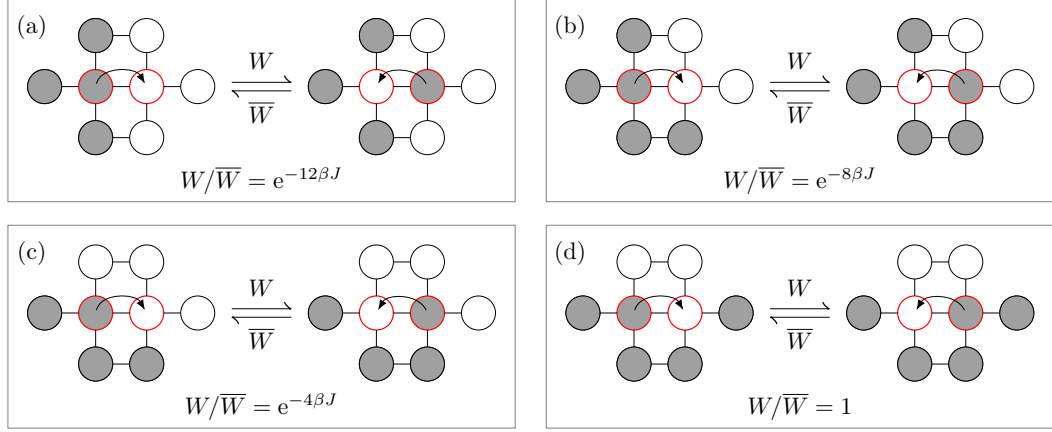 (a)
W
W̅
W/W̅ = e^{−12βJ}
(b)
W
W̅
W/W̅ = e^{−8βJ}
(c)
W
W̅
W/W̅ = e^{−4βJ}
(d)
W
W̅
W/W̅ = 1